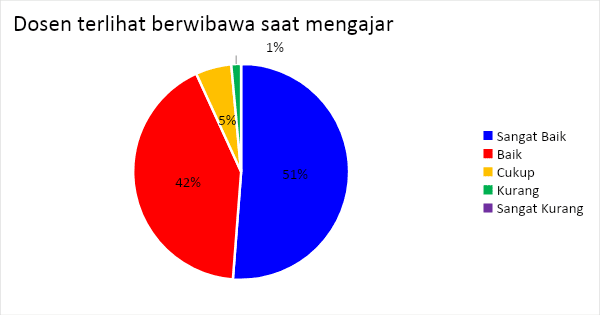 Dosen terlihat berwibawa saat mengajar
1%
5%
42%
51%
Sangat Baik
Baik
Cukup
Kurang
Sangat Kurang